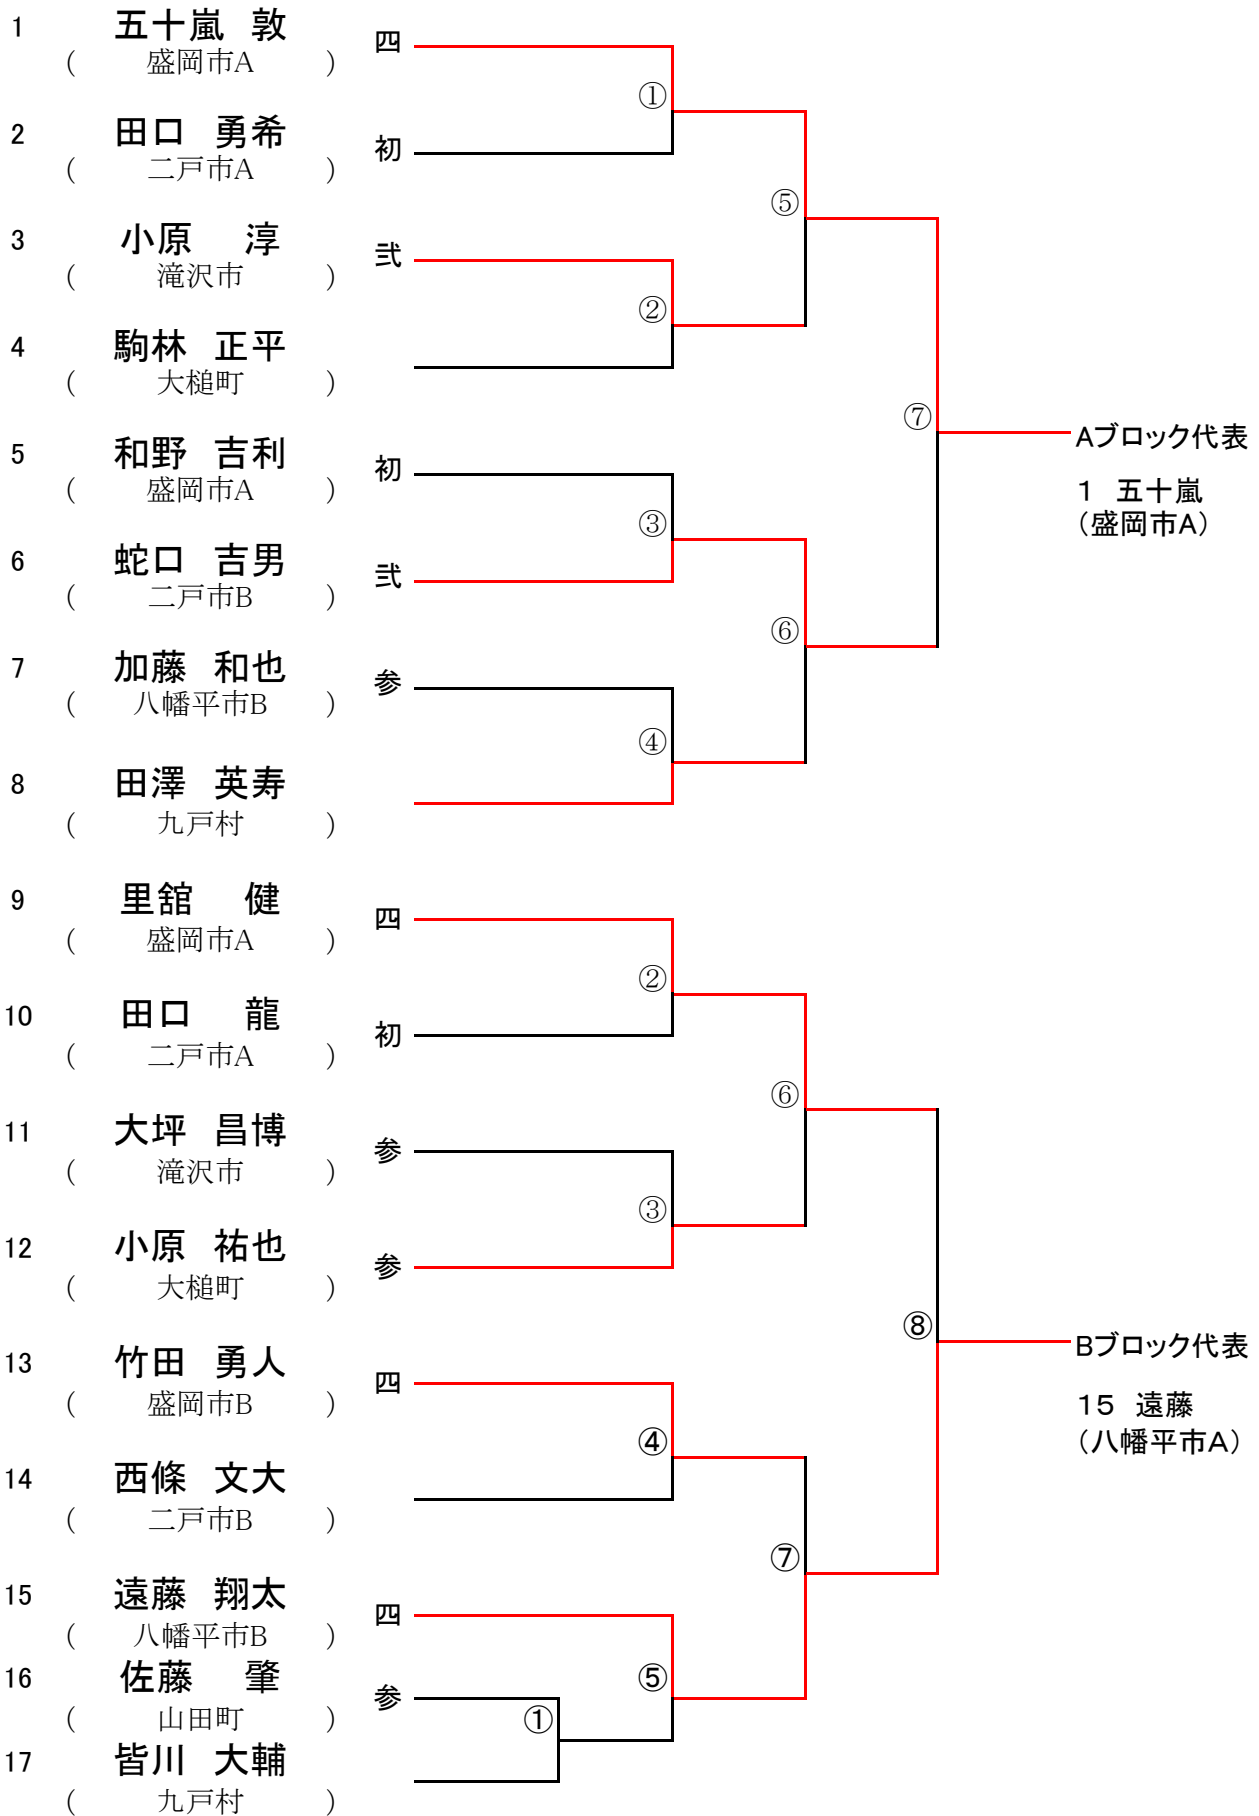 1 五十嵐 敦 四
( 盛岡市A )
①
2 田口 勇希 初
( 二戸市A )
⑤
3 小原 淳 弐
( 滝沢市 )
②
4 駒林 正平
( 大槌町 )
⑦
Aブロック代表
5 和野 吉利 初
( 盛岡市A )
1 五十嵐
(盛岡市A)
③
6 蛇口 吉男 弐
( 二戸市B )
⑥
7 加藤 和也 参
( 八幡平市B )
④
8 田澤 英寿
( 九戸村 )
9 里舘 健 四
( 盛岡市A )
②
10 田口 龍 初
( 二戸市A )
⑥
11 大坪 昌博 参
( 滝沢市 )
③
12 小原 祐也 参
( 大槌町 )
⑧
Bブロック代表
13 竹田 勇人 四
( 盛岡市B )
15 遠藤
(八幡平市A)
④
14 西條 文大
( 二戸市B )
⑦
15 遠藤 翔太 四
( 八幡平市B )
⑤
16 佐藤 肇 参
( 山田町 )
①
17 皆川 大輔
( 九戸村 )